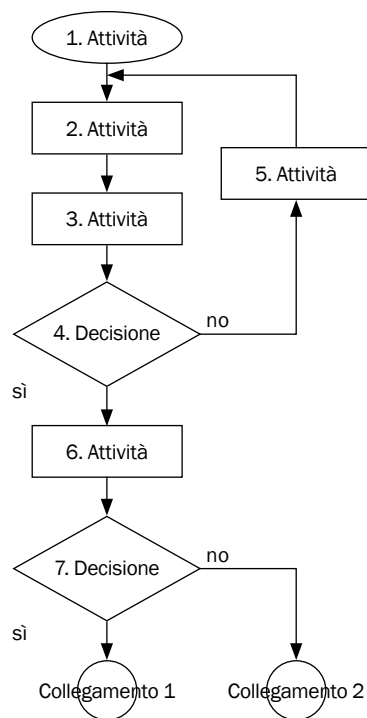 1. Attività
2. Attività
5. Attività
3. Attività
4. Decisione
no
sì
6. Attività
7. Decisione
no
sì
Collegamento 1
Collegamento 2